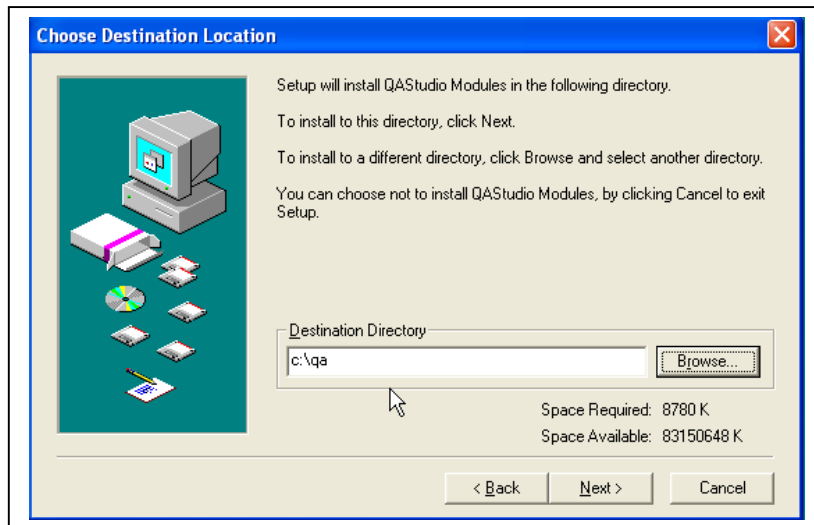 Choose Destination Location
Setup will install QAStudio Modules in the following directory.
To install to this directory, click Next.
To install to a different directory, click Browse and select another directory.
You can choose not to install QAStudio Modules, by clicking Cancel to exit
Setup.
Destination Directory
c:\qa
Browse...
Space Required: 8780 K
Space Available: 83150648 K
< Back
Next >
Cancel